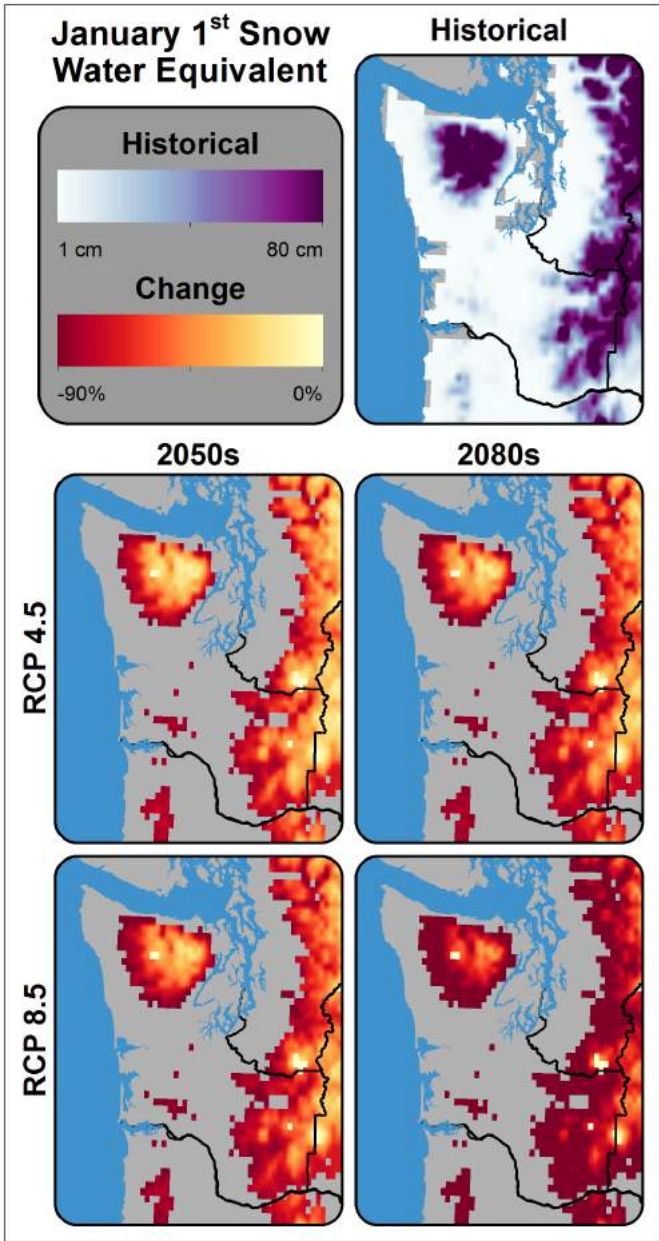 January 1st Snow
Water Equivalent
Historical
Historical
1 cm 80 cm
Change
-90% 0%
2050s 2080s
RCP 4.5
RCP 8.5